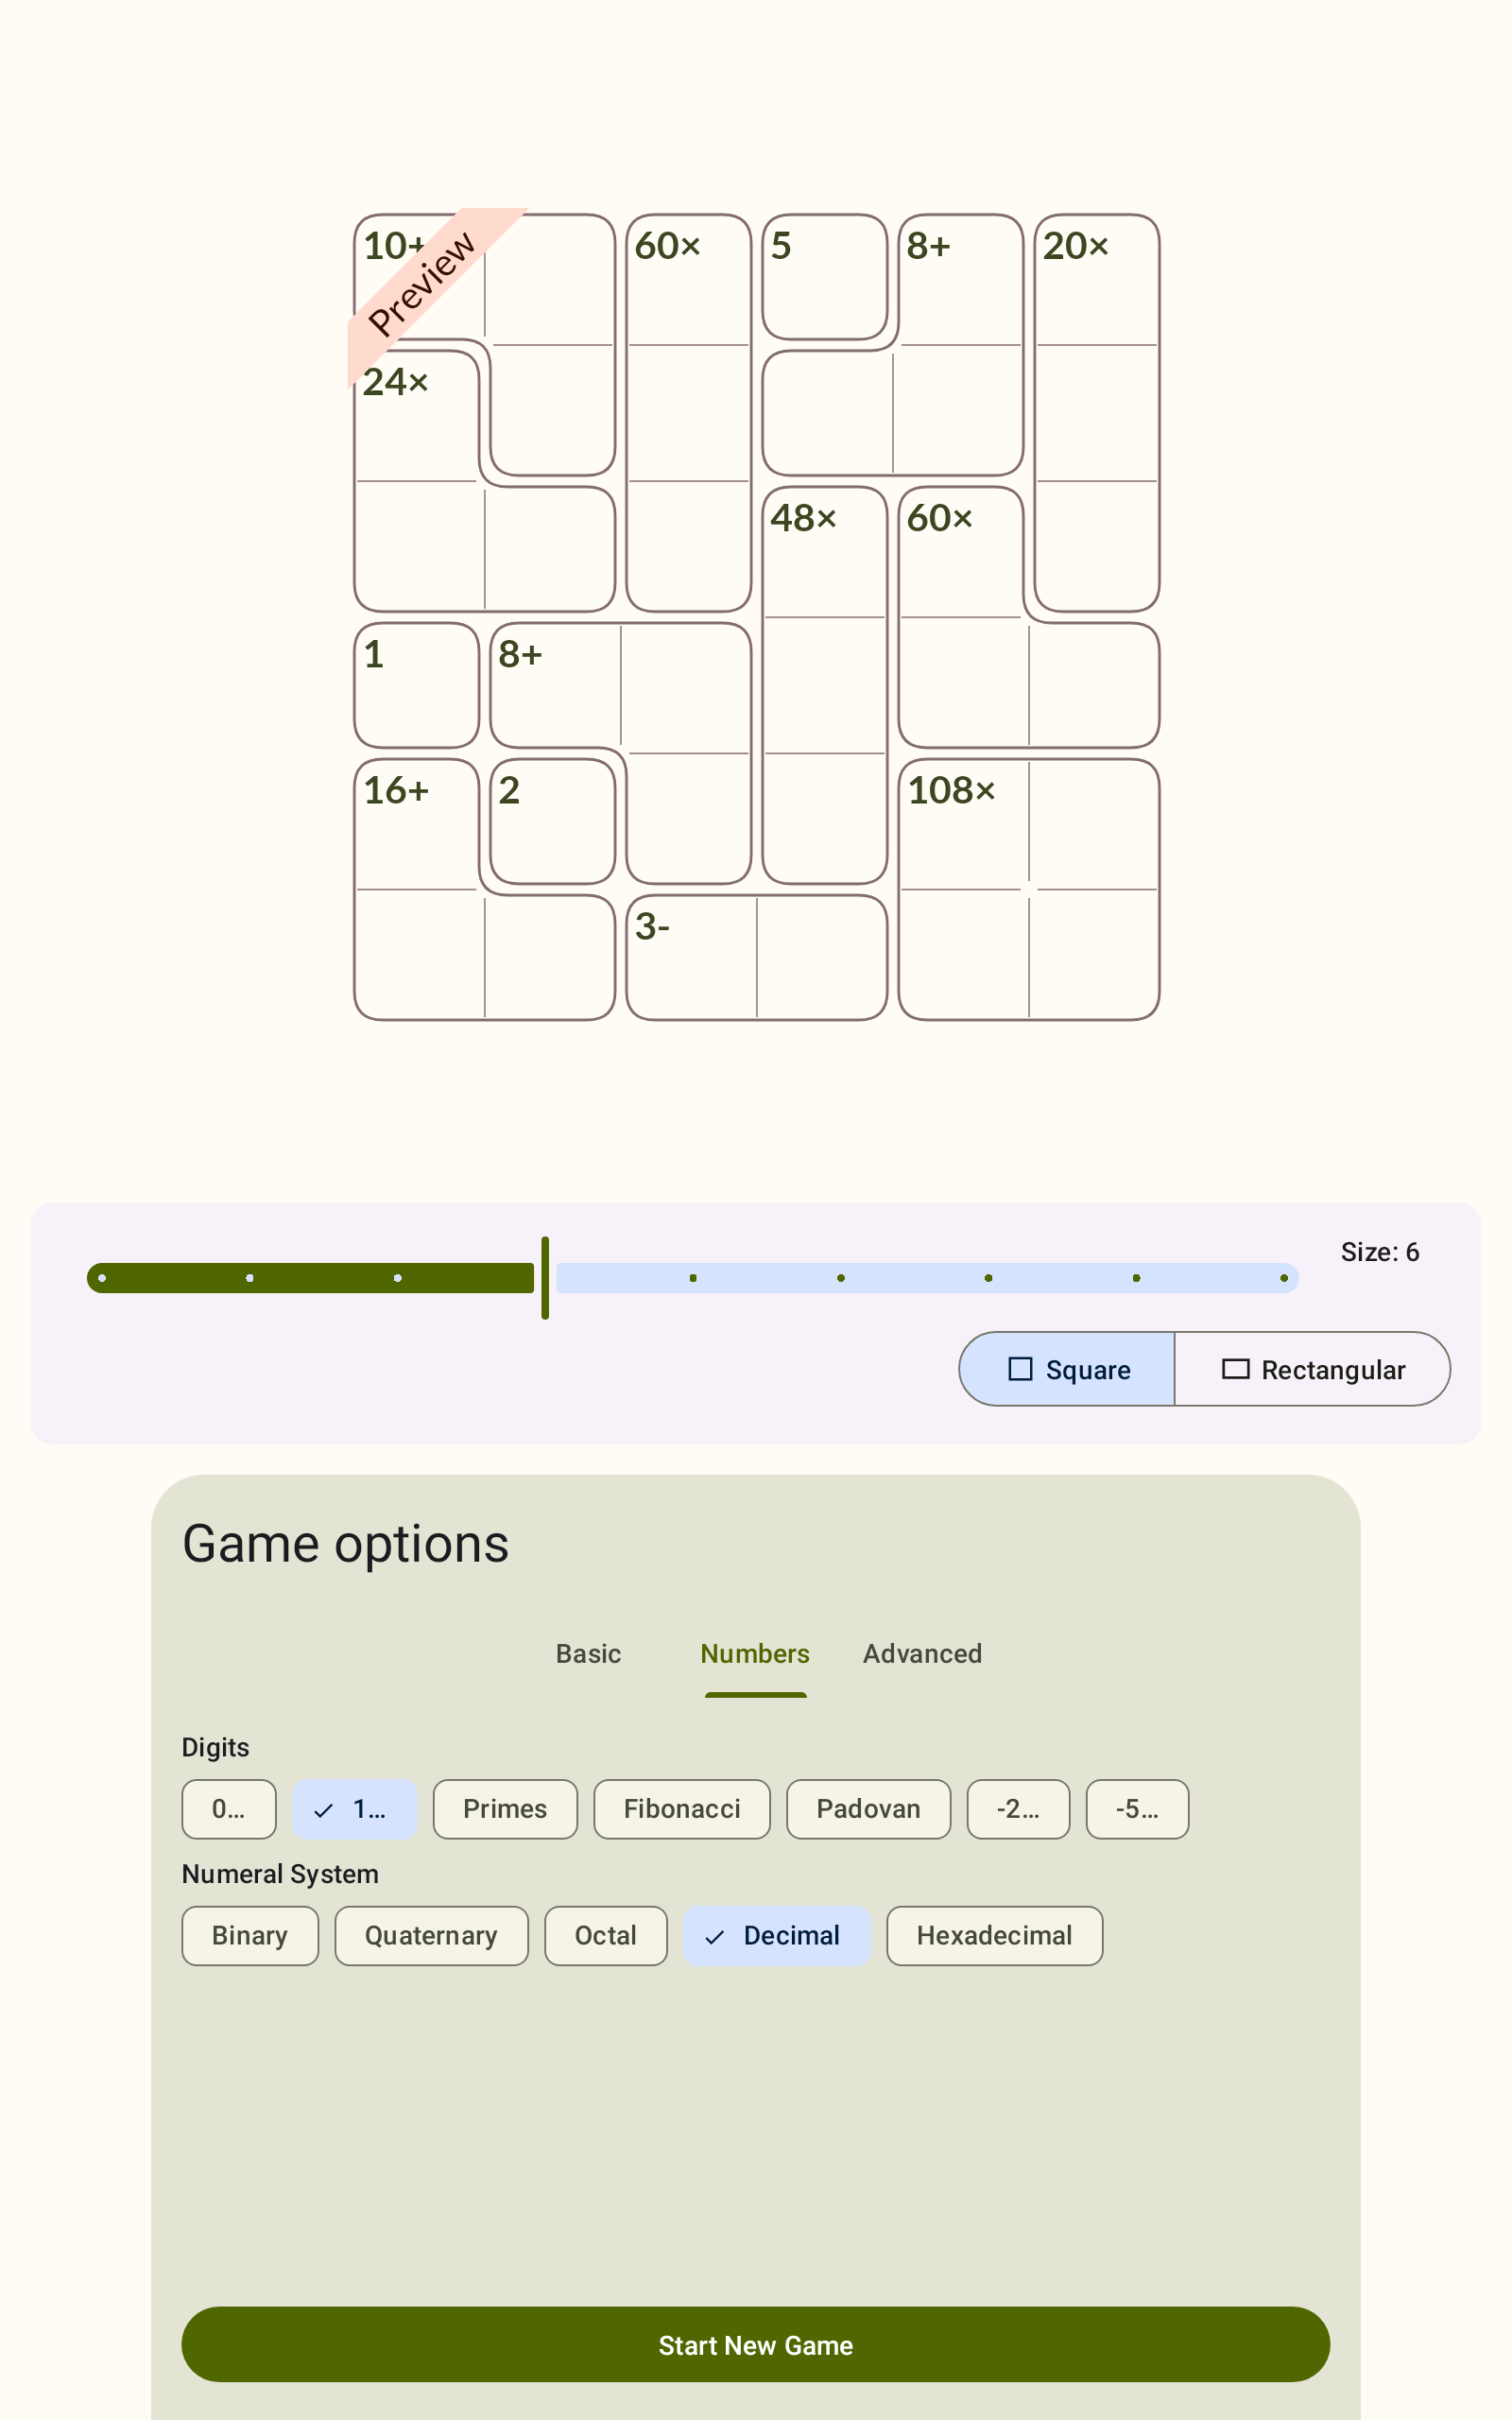 10+ 60× 5 8+ 20×
Preview
24×
48× 60×
1 8+
16+ 2 108×
3-
Size: 6
Square Rectangular
Game options
Basic Numbers Advanced
Digits
0... 1... Primes Fibonacci Padovan -2... -5...
Numeral System
Binary Quaternary Octal Decimal Hexadecimal
Start New Game